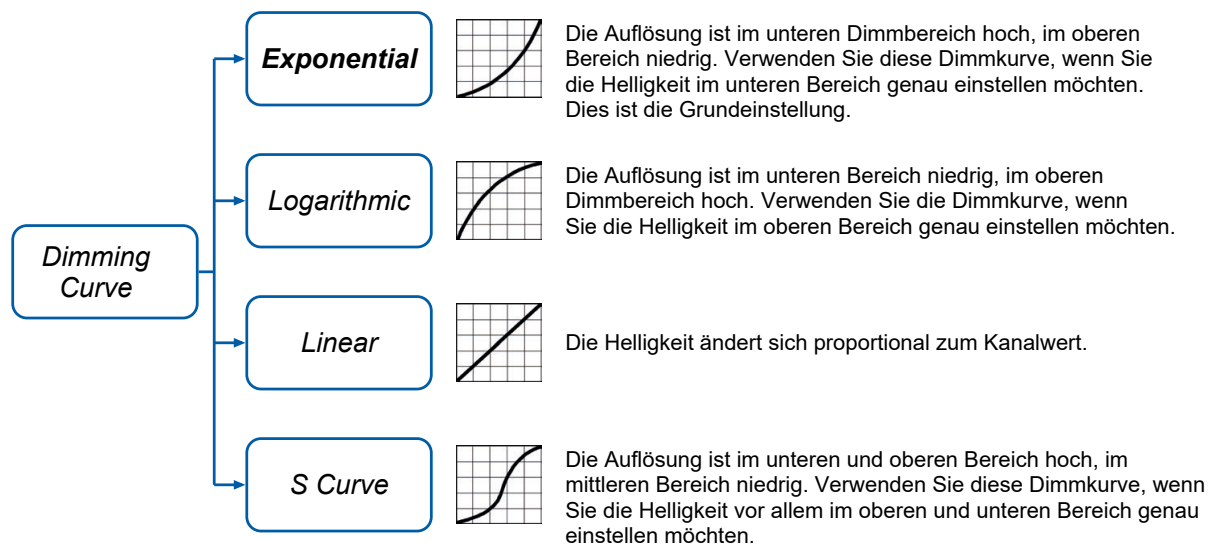 Dimming
Curve
Exponential
Die Auflösung ist im unteren Dimmbereich hoch, im oberen
Bereich niedrig. Verwenden Sie diese Dimmkurve, wenn Sie
die Helligkeit im unteren Bereich genau einstellen möchten.
Dies ist die Grundeinstellung.
Logarithmic
Die Auflösung ist im unteren Bereich niedrig, im oberen
Dimmbereich hoch. Verwenden Sie die Dimmkurve, wenn
Sie die Helligkeit im oberen Bereich genau einstellen möchten.
Linear
Die Helligkeit ändert sich proportional zum Kanalwert.
S Curve
Die Auflösung ist im unteren und oberen Bereich hoch, im
mittleren Bereich niedrig. Verwenden Sie diese Dimmkurve, wenn
Sie die Helligkeit vor allem im oberen und unteren Bereich genau
einstellen möchten.